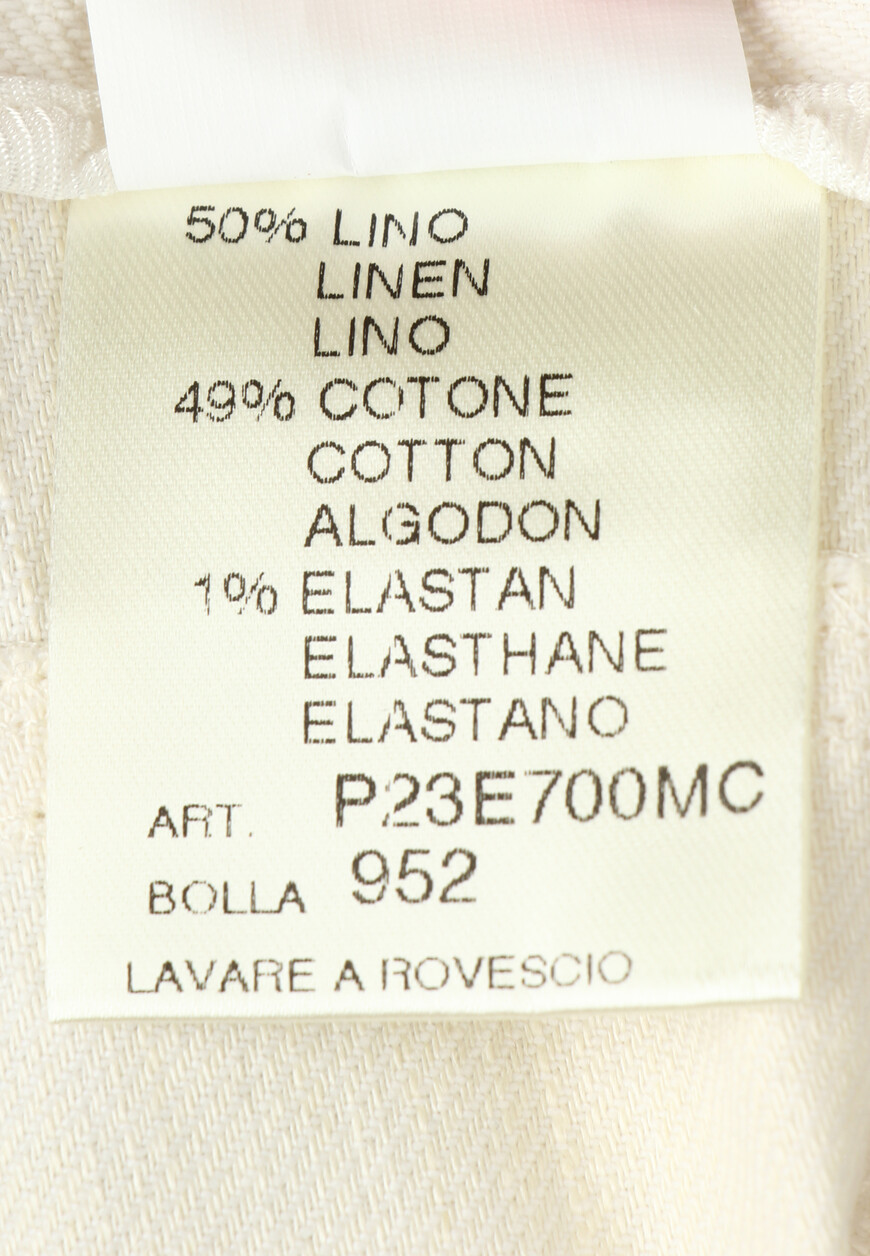 50% LINO
LINEN
LINO
49% COTONE
COTTON
ALGODON
1% ELASTAN
ELASTHANE
ELASTANO
ART. P23E700MC
BOLLA 952
LAVARE A ROVESCIO